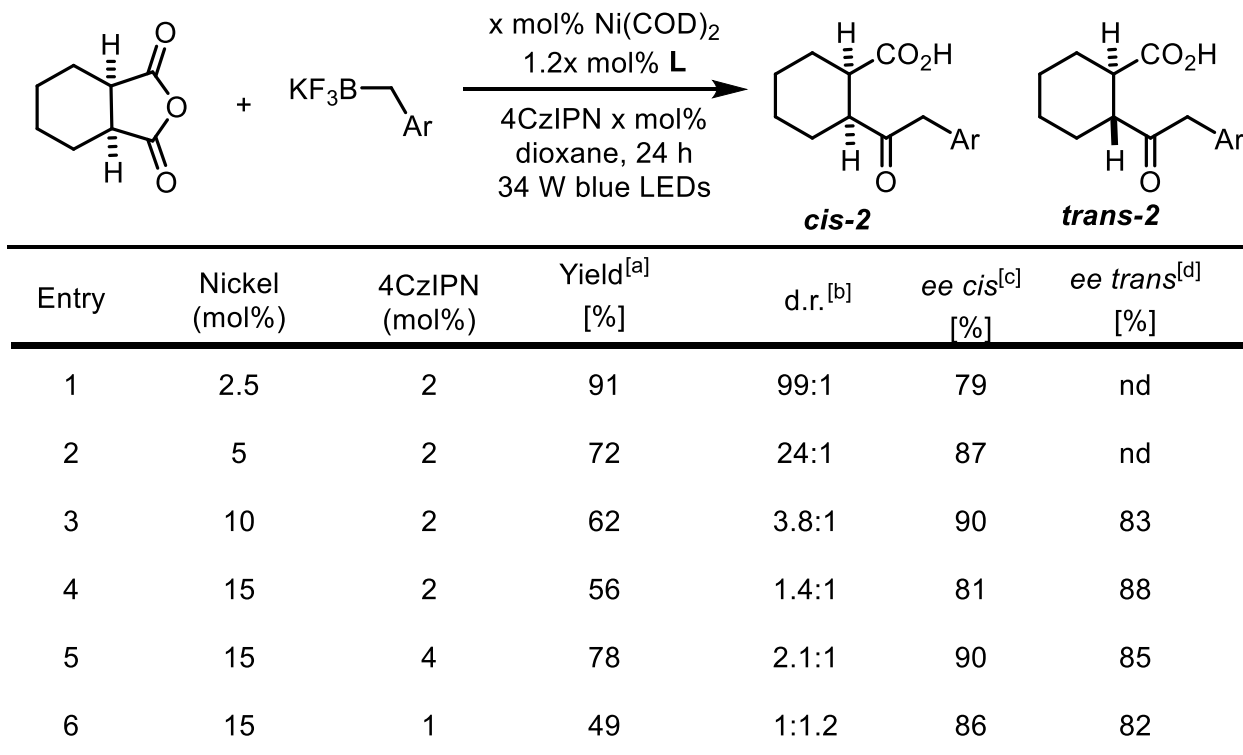 H
O
O
O
H
+
KF3B
Ar
x mol% Ni(COD)2
1.2x mol% L
4CzIPN x mol%
dioxane, 24 h
34 W blue LEDs
H
CO2H
H
O
Ar
cis-2
H
CO2H
H
O
Ar
trans-2
Entry Nickel (mol%) 4CzIPN (mol%) Yield[a] [%] d.r.[b] ee cis[c] [%] ee trans[d] [%]
1 2.5 2 91 99:1 79 nd
2 5 2 72 24:1 87 nd
3 10 2 62 3.8:1 90 83
4 15 2 56 1.4:1 81 88
5 15 4 78 2.1:1 90 85
6 15 1 49 1:1.2 86 82